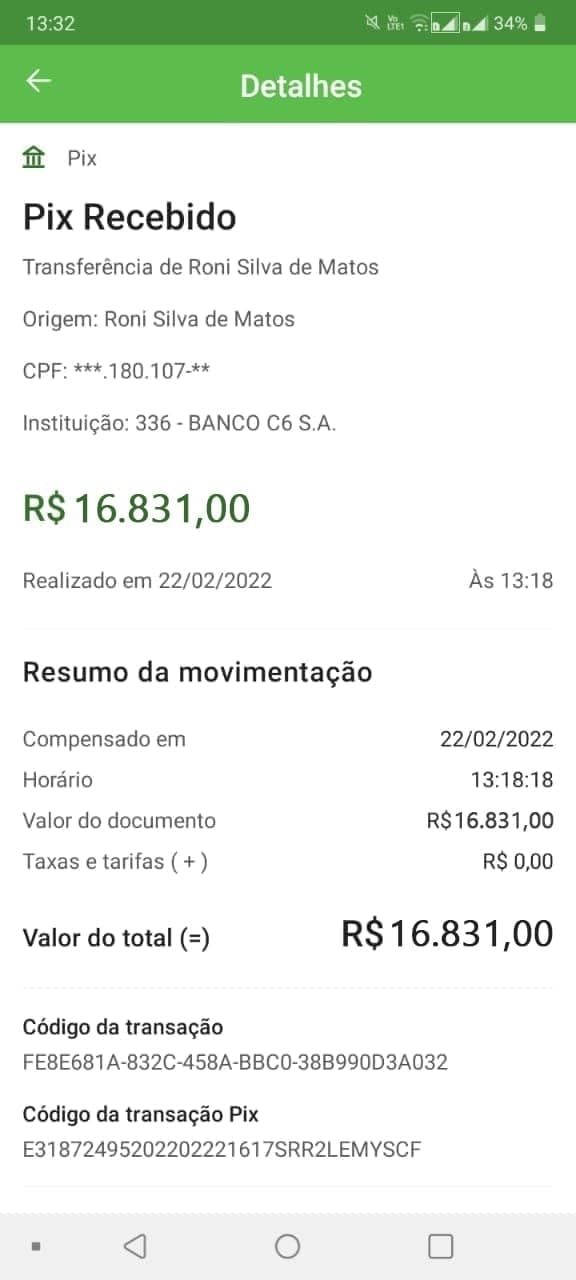 13:32
Vo
LTE1
34%
Detalhes
Pix
Pix Recebido
Transferência de Roni Silva de Matos
Origem: Roni Silva de Matos
CPF: ***.180.107-**
Instituição: 336 - BANCO C6 S.A.
R$ 16.831,00
Realizado em 22/02/2022 Às 13:18
Resumo da movimentação
Compensado em 22/02/2022
Horário 13:18:18
Valor do documento R$16.831,00
Taxas e tarifas ( + ) R$ 0,00
Valor do total (=) R$ 16.831,00
Código da transação
FE8E681A-832C-458A-BBC0-38B990D3A032
Código da transação Pix
E31872495202202221617SRR2LEMYSCF